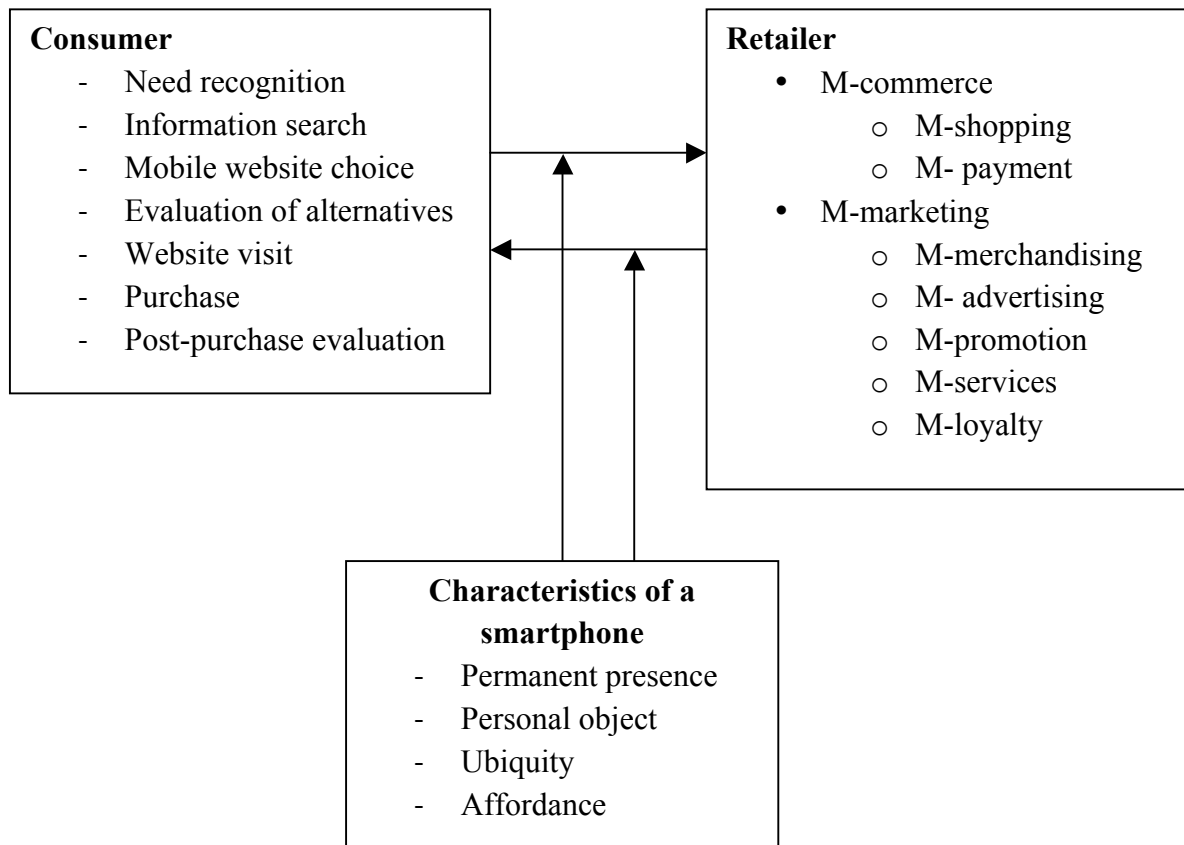 Consumer
- Need recognition
- Information search
- Mobile website choice
- Evaluation of alternatives
- Website visit
- Purchase
- Post-purchase evaluation
Retailer
• M-commerce
o M-shopping
o M- payment
• M-marketing
o M-merchandising
o M- advertising
o M-promotion
o M-services
o M-loyalty
Characteristics of a
smartphone
- Permanent presence
- Personal object
- Ubiquity
- Affordance